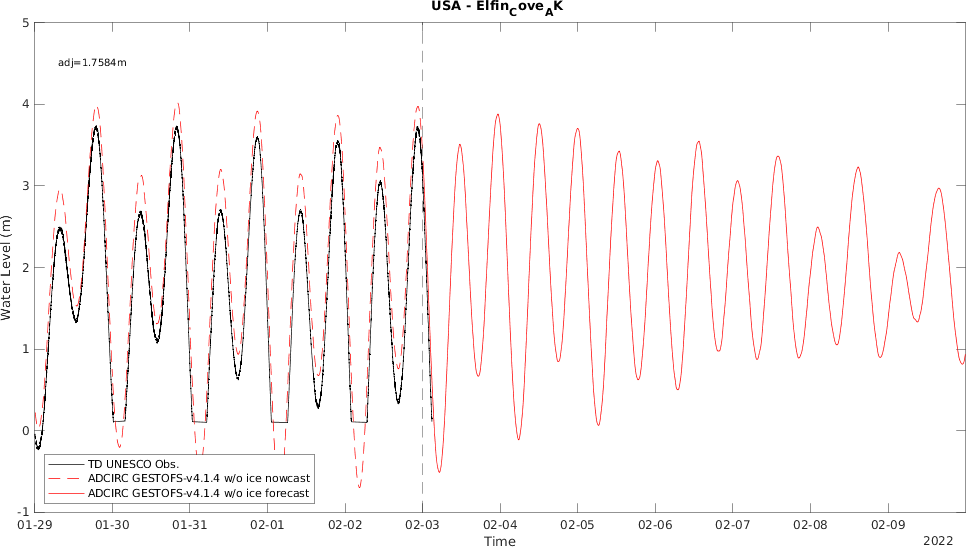 USA - Elfin_Cove_AK
5
adj=1.7584m
4
3
2
1
0
-1
Water Level (m)
TD UNESCO Obs.
ADCIRC GESTOFS-v4.1.4 w/o ice nowcast
ADCIRC GESTOFS-v4.1.4 w/o ice forecast
01-29 01-30 01-31 02-01 02-02 02-03 02-04 02-05 02-06 02-07 02-08 02-09
Time
2022